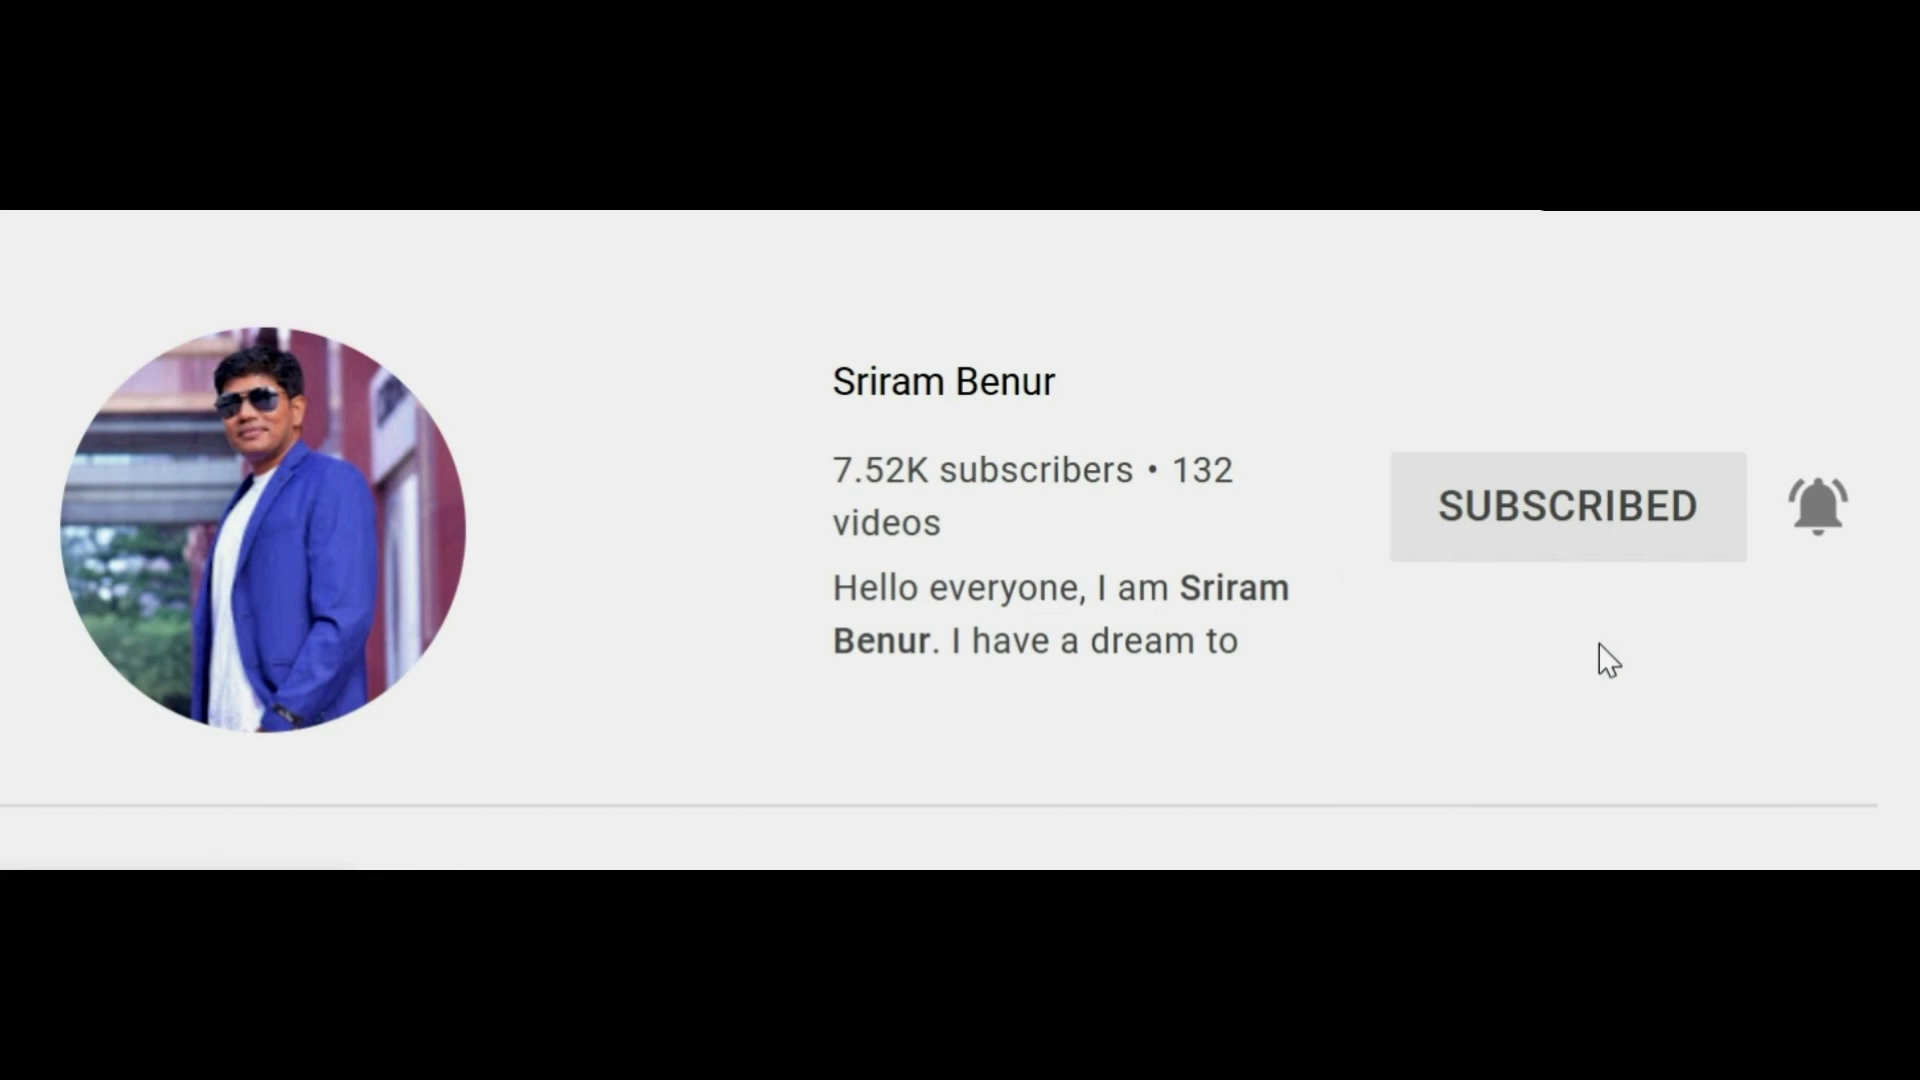 Sriram Benur
7.52K subscribers • 132
videos
Hello everyone, I am Sriram
Benur. I have a dream to
SUBSCRIBED